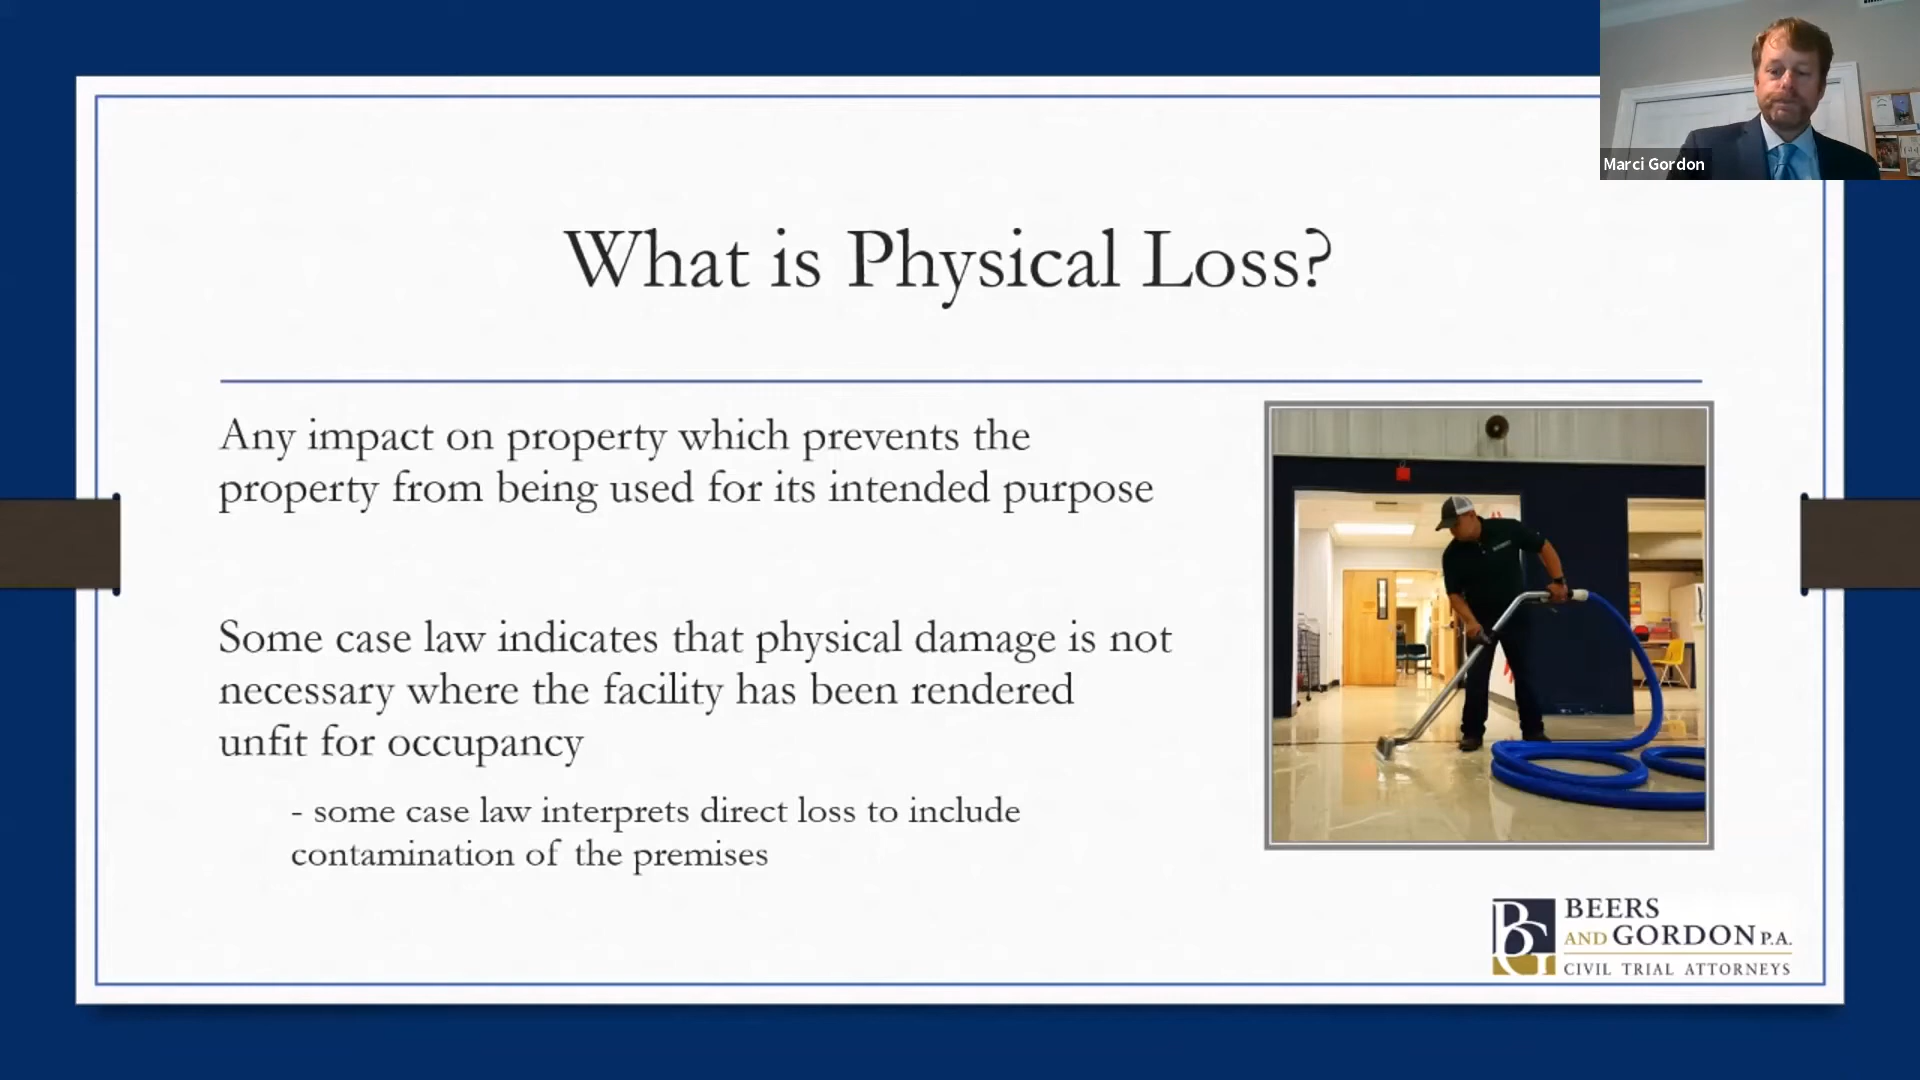 Marci Gordon
What is Physical Loss?
Any impact on property which prevents the
property from being used for its intended purpose
Some case law indicates that physical damage is not
necessary where the facility has been rendered
unfit for occupancy
- some case law interprets direct loss to include
contamination of the premises
BG
BEERS
AND GORDON P.A.
CIVIL TRIAL ATTORNEYS